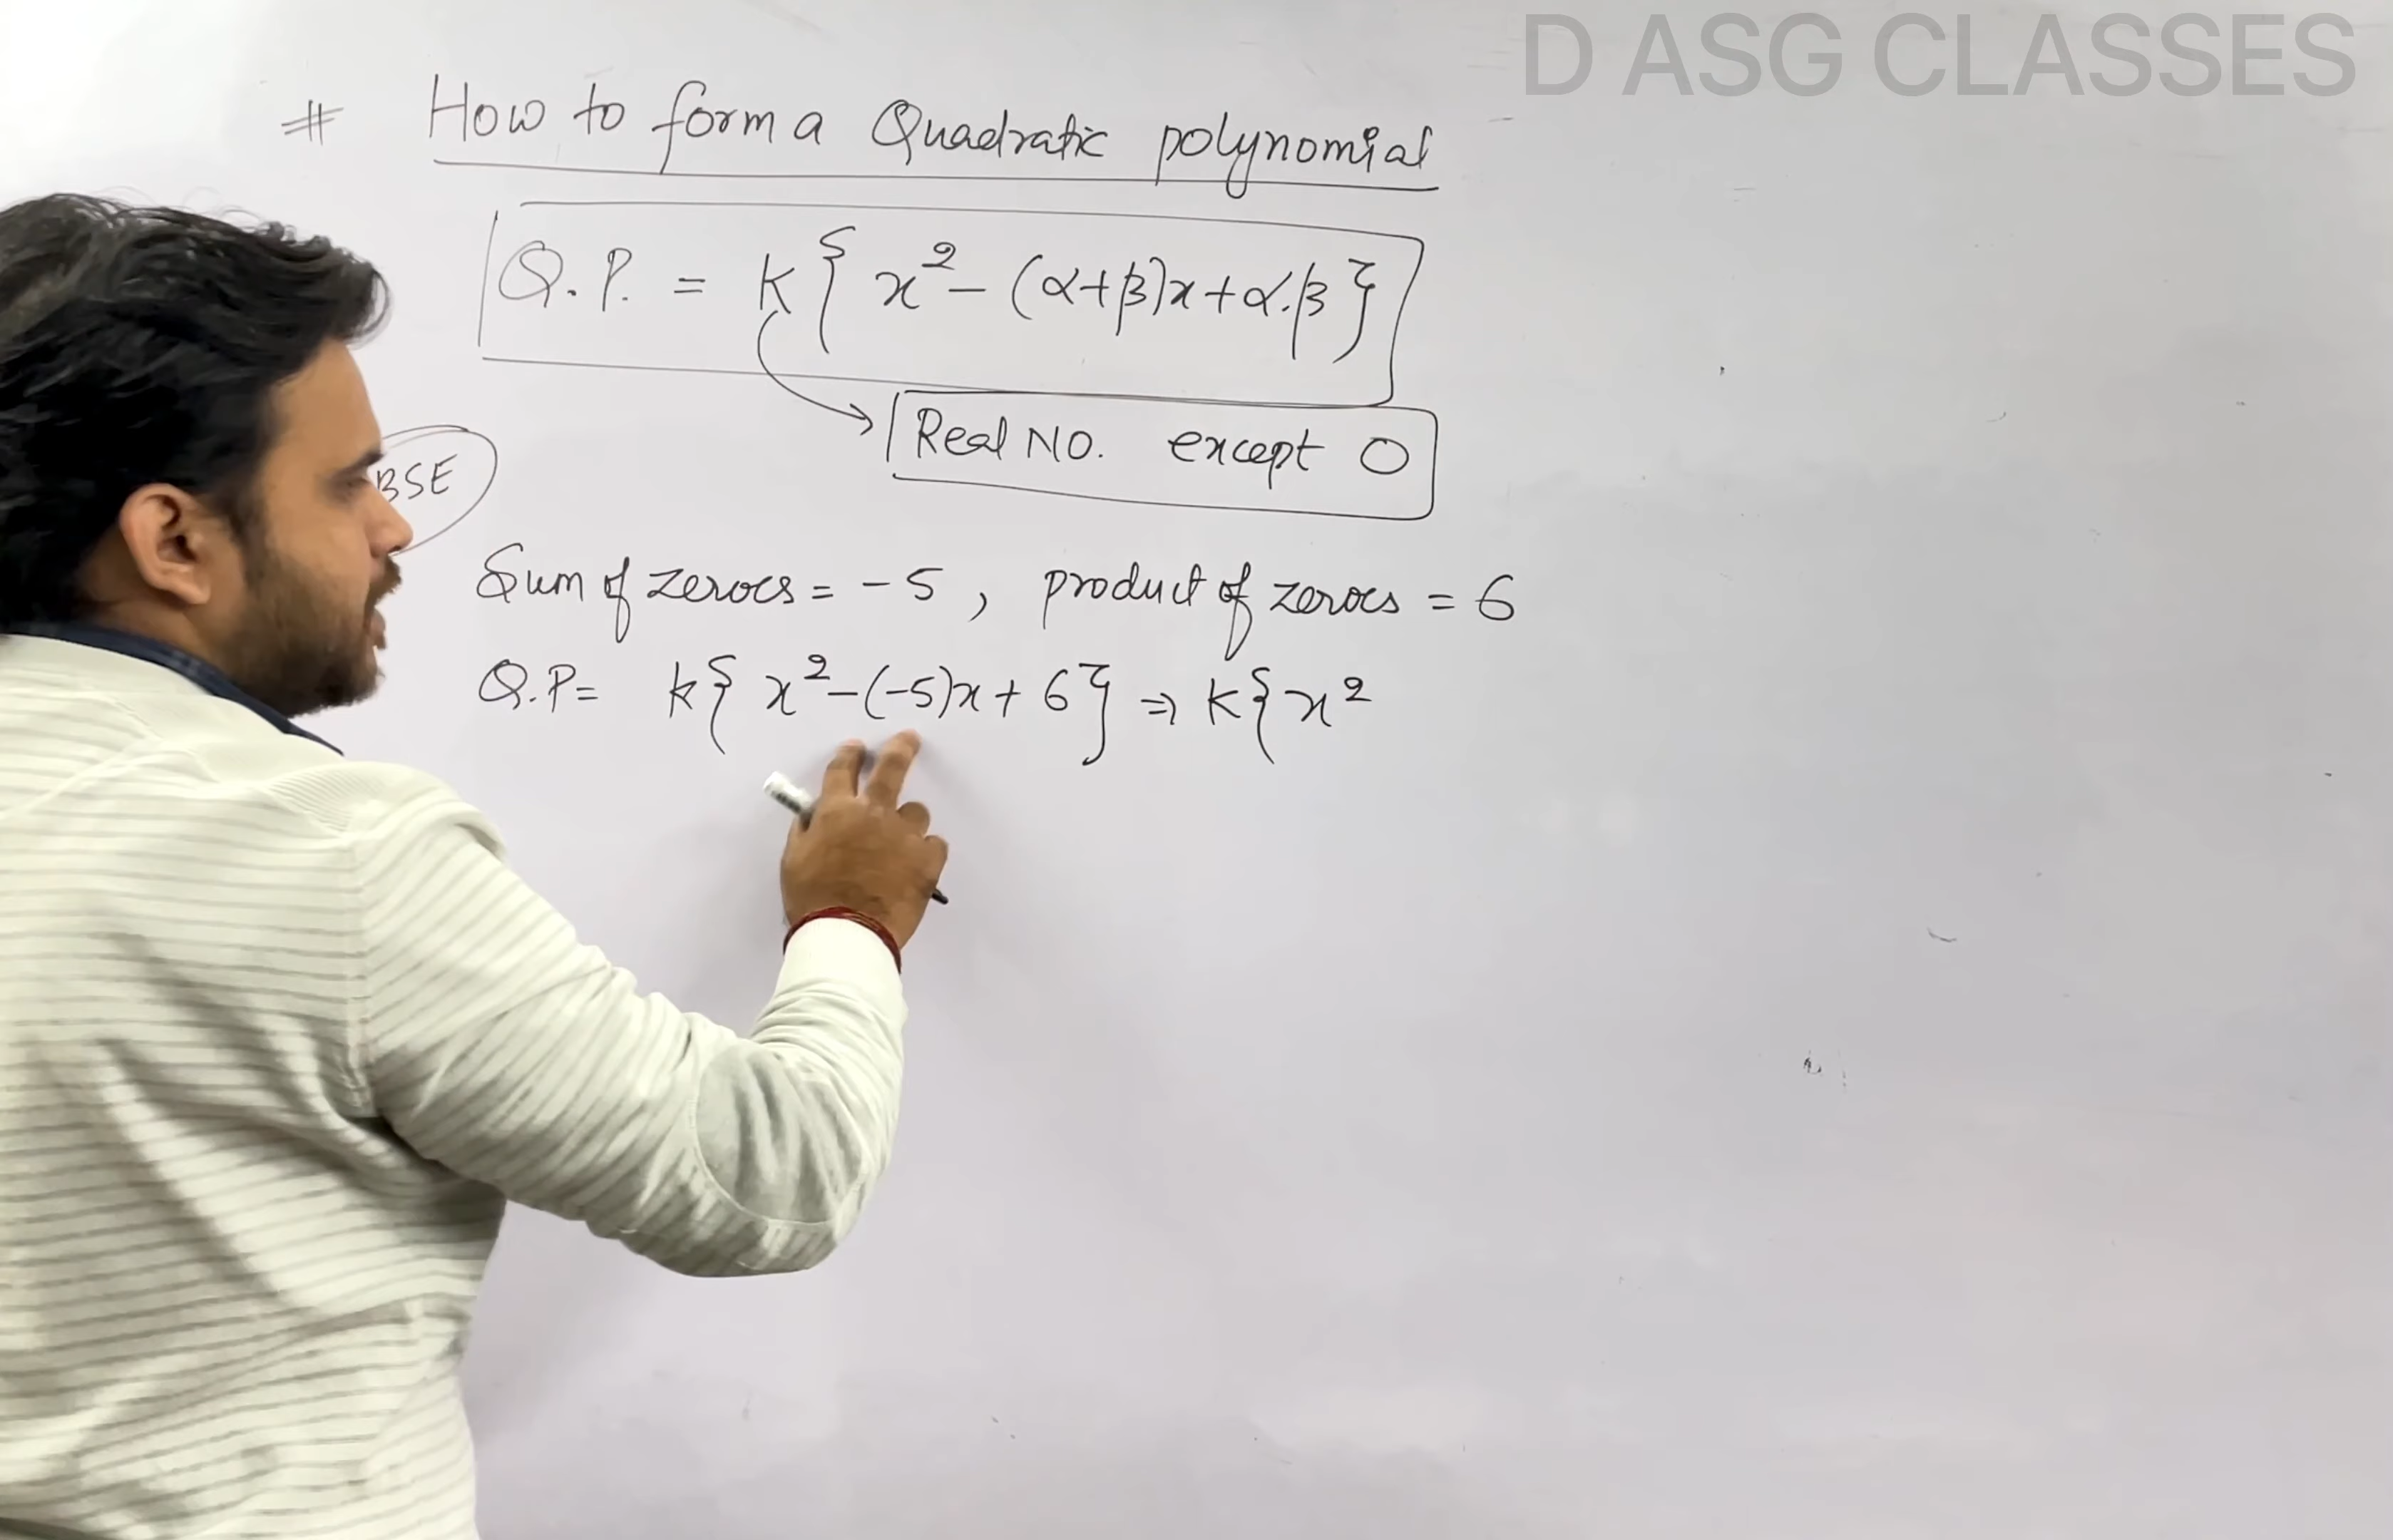 D ASG CLASSES
# How to form a Quadratic polynomial
Q.P. = K{ x² - (α+β)x + α.β }
Real NO. except 0
BSE
Sum of zeroes = -5, product of zeroes = 6
Q.P = k{ x² - (-5)x + 6} ⇒ K{ x²